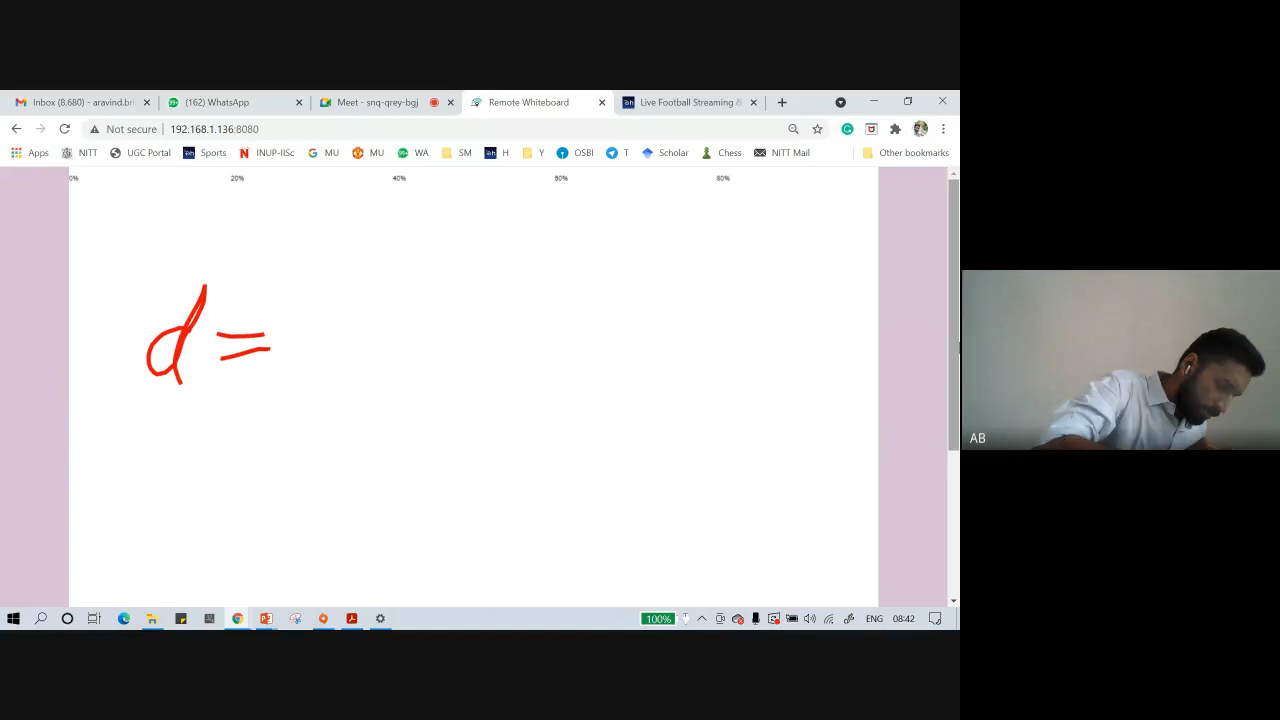 Inbox (8,680) - aravind.bri
(162) WhatsApp
Meet - snq-qrey-bgj
Remote Whiteboard
Live Football Streaming &
Not secure
192.168.1.136:8080
Apps
NITT
UGC Portal
Sports
INUP-IISc
MU
MU
WA
SM
H
Y
OSBI
T
Scholar
Chess
NITT Mail
Other bookmarks
0% 20% 40% 60% 80%
d =
AB
100%
ENG
08:42